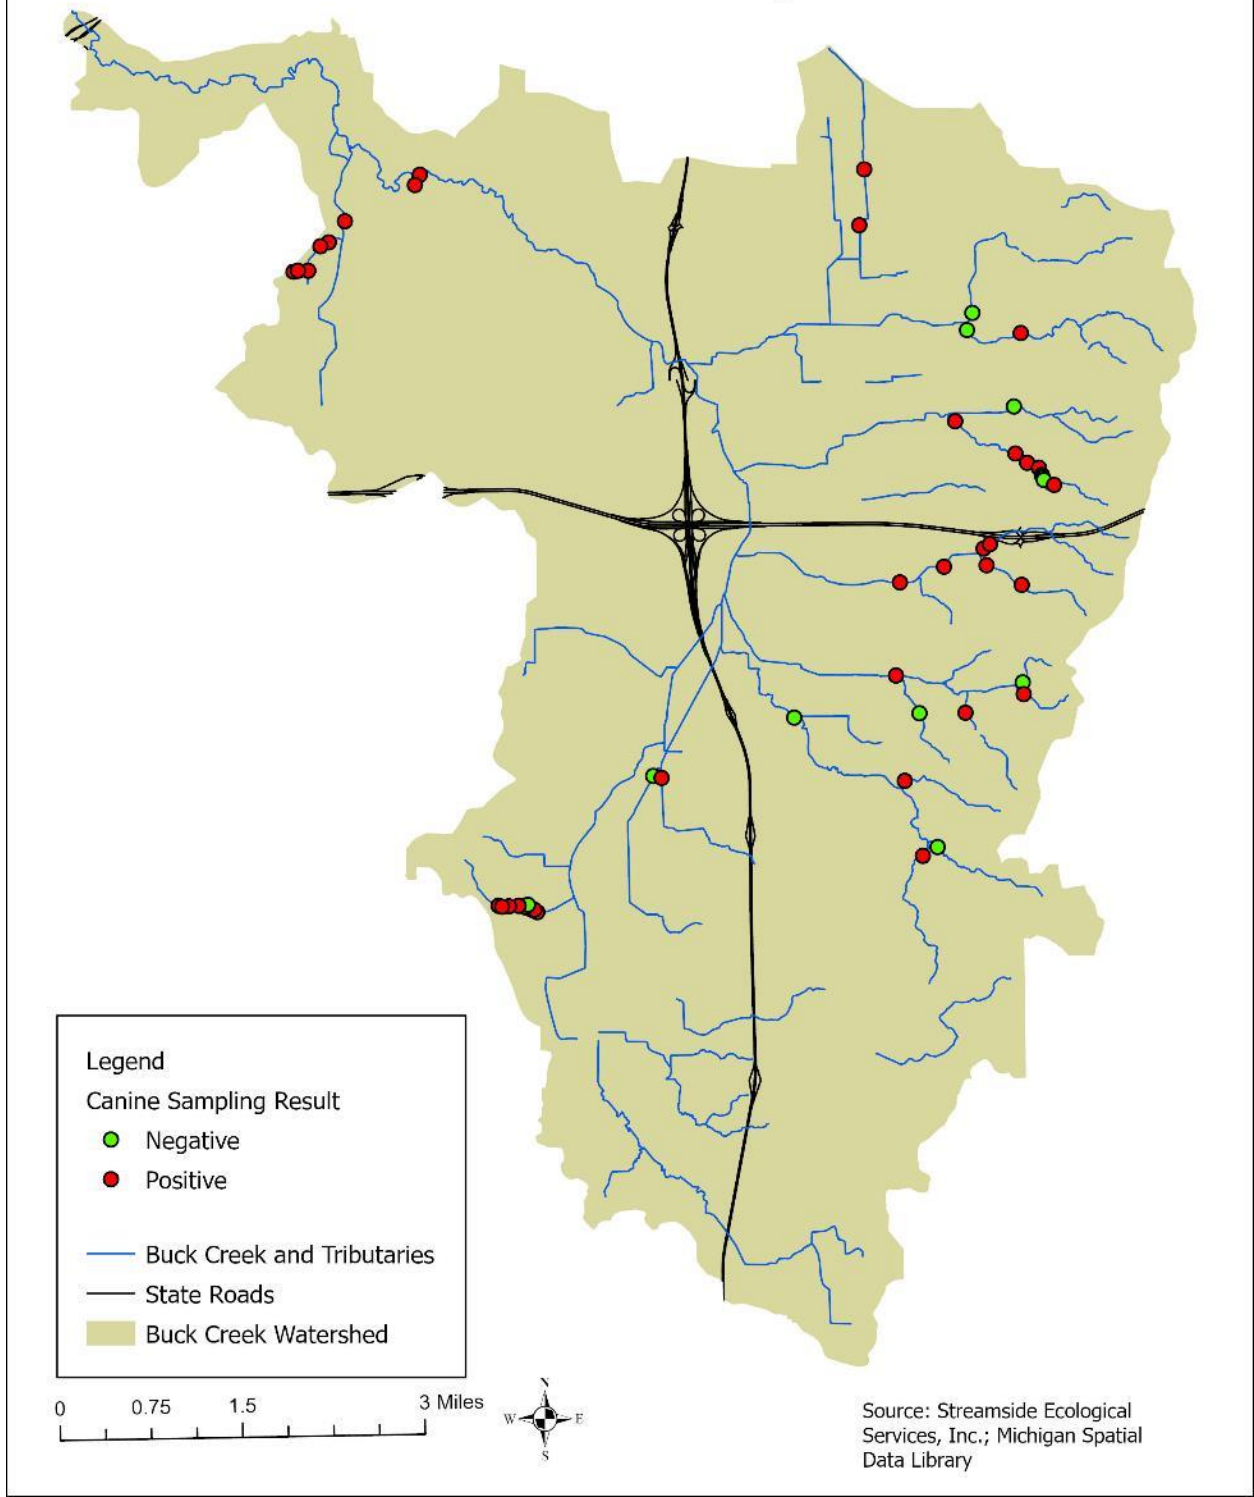 Legend
Canine Sampling Result
Negative
Positive
Buck Creek and Tributaries
State Roads
Buck Creek Watershed
0 0.75 1.5 3 Miles
N
W E
S
Source: Streamside Ecological
Services, Inc.; Michigan Spatial
Data Library